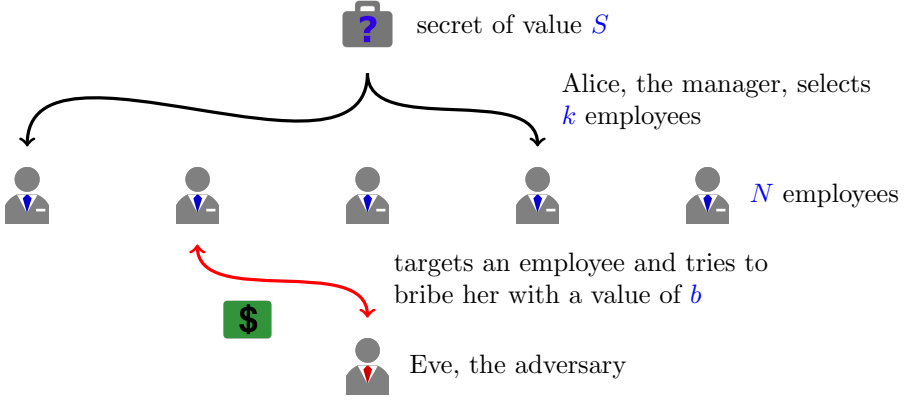 ?
secret of value S
Alice, the manager, selects
k employees
N employees
targets an employee and tries to
bribe her with a value of b
$
Eve, the adversary